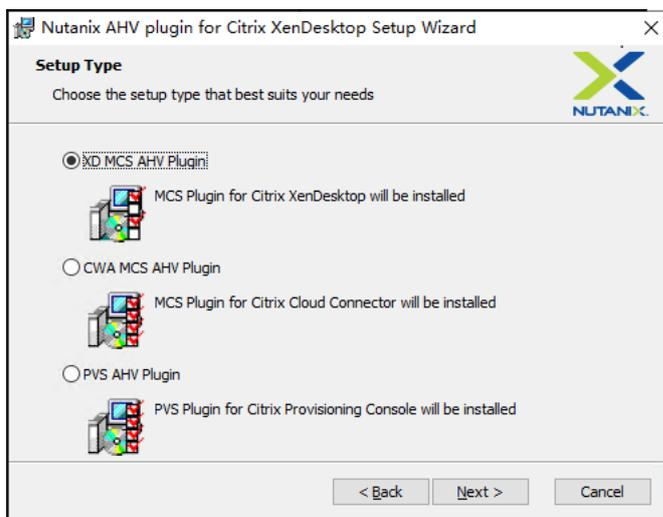 Nutanix AHV plugin for Citrix XenDesktop Setup Wizard
Setup Type
Choose the setup type that best suits your needs
NUTANIX.
XD MCS AHV Plugin
MCS Plugin for Citrix XenDesktop will be installed
CWA MCS AHV Plugin
MCS Plugin for Citrix Cloud Connector will be installed
PVS AHV Plugin
PVS Plugin for Citrix Provisioning Console will be installed
< Back Next > Cancel